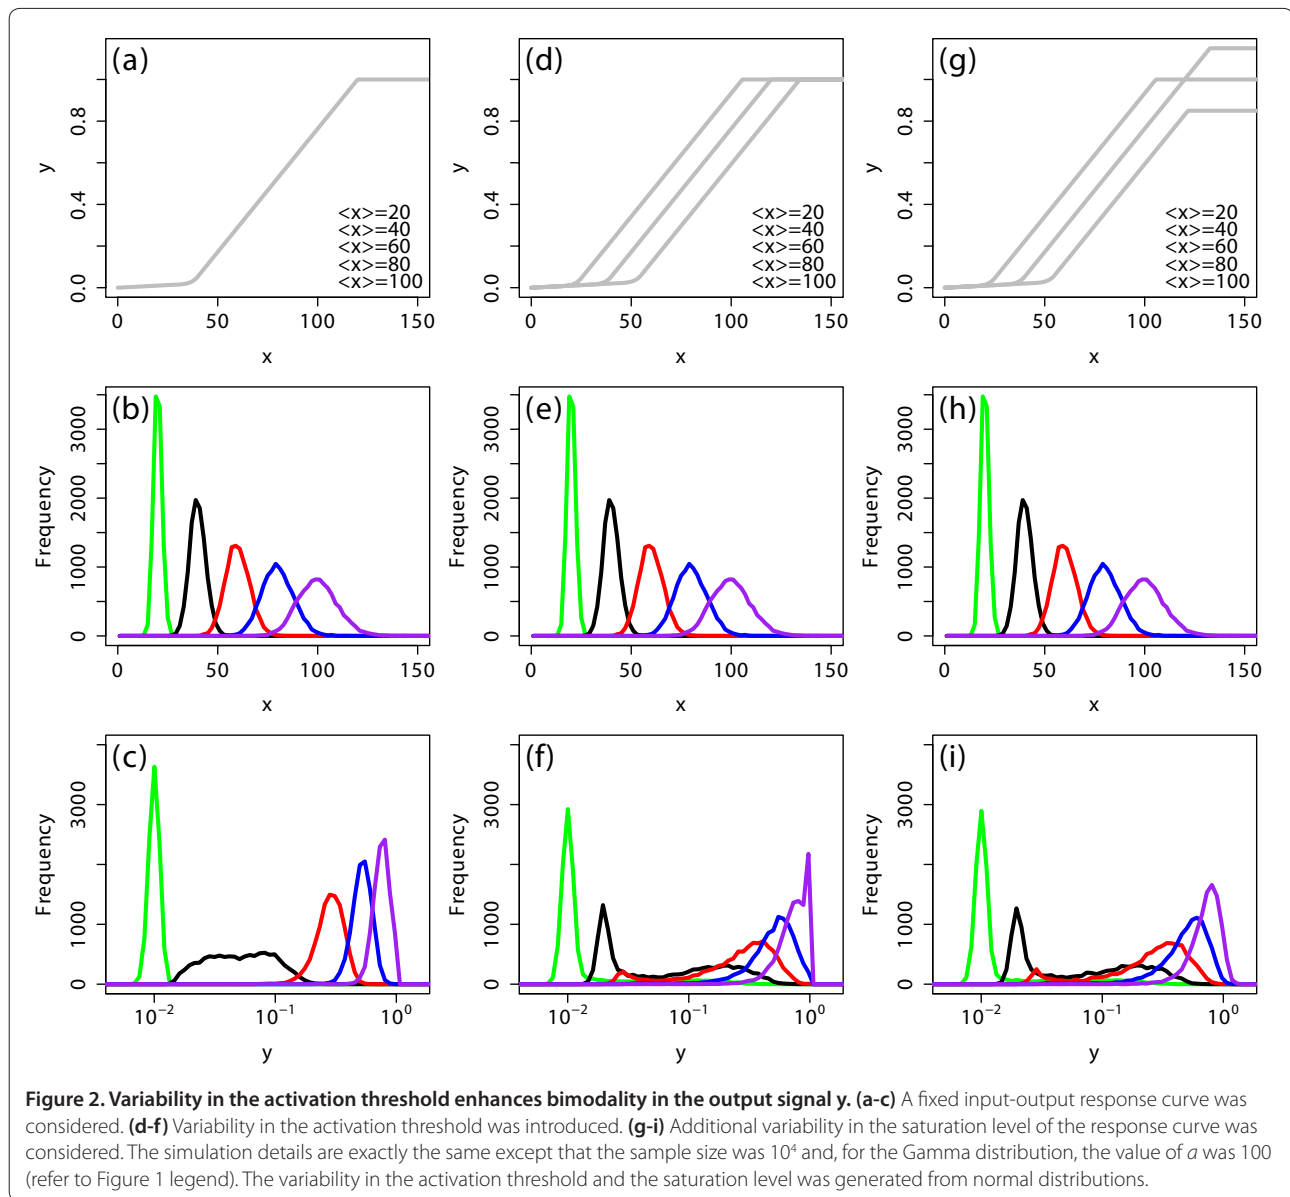 (a)
y
0.0 0.4 0.8
<x>=20
<x>=40
<x>=60
<x>=80
<x>=100
0 50 100 150
x
(d)
y
0.0 0.4 0.8
<x>=20
<x>=40
<x>=60
<x>=80
<x>=100
0 50 100 150
x
(g)
y
0.0 0.4 0.8
<x>=20
<x>=40
<x>=60
<x>=80
<x>=100
0 50 100 150
x
(b)
Frequency
0 1000 2000 3000
0 50 100 150
x
(e)
Frequency
0 1000 2000 3000
0 50 100 150
x
(h)
Frequency
0 1000 2000 3000
0 50 100 150
x
(c)
Frequency
0 1000 3000
10⁻² 10⁻¹ 10⁰
y
(f)
Frequency
0 1000 3000
10⁻² 10⁻¹ 10⁰
y
(i)
Frequency
0 1000 3000
10⁻² 10⁻¹ 10⁰
y
Figure 2. Variability in the activation threshold enhances bimodality in the output signal y. (a-c) A fixed input-output response curve was
considered. (d-f) Variability in the activation threshold was introduced. (g-i) Additional variability in the saturation level of the response curve was
considered. The simulation details are exactly the same except that the sample size was 10⁴ and, for the Gamma distribution, the value of a was 100
(refer to Figure 1 legend). The variability in the activation threshold and the saturation level was generated from normal distributions.